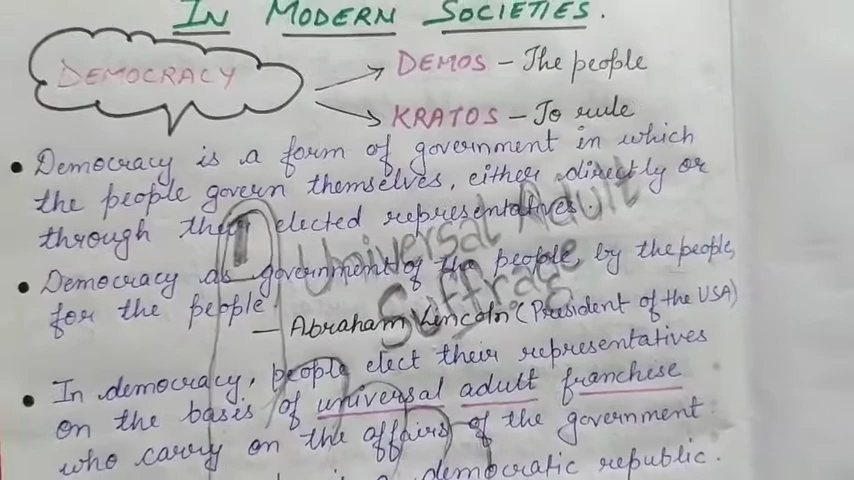 IN MODERN SOCIETIES.
DEMOCRACY
DEMOS - The people
KRATOS - To rule
• Democracy is a form of government in which
the people govern themselves, either directly or
through their elected representatives.
• Democracy as government of the people, by the people,
for the people'
— Abraham Lincoln (President of the USA)
• In democracy, people elect their representatives
on the basis of universal adult franchese
who carry on the affairs of the government
democratic republic.
Universal Adult
Suffrage